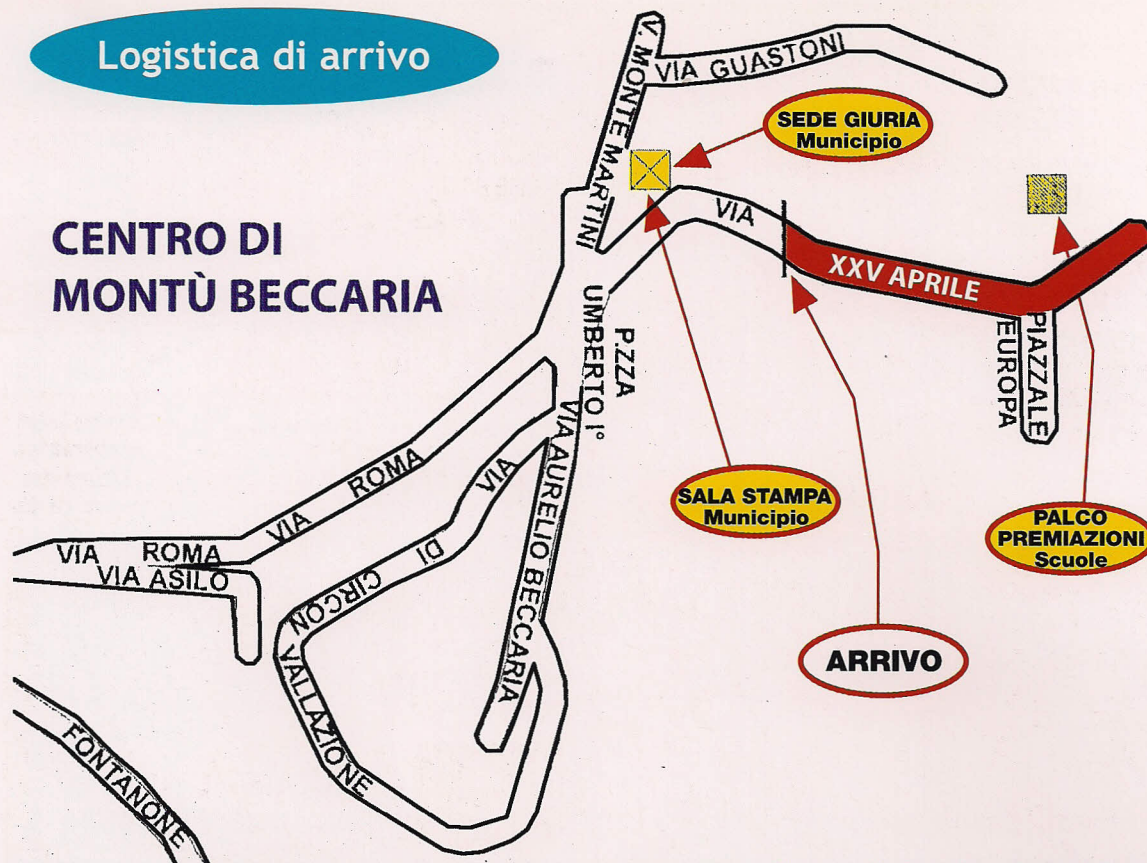 Logistica di arrivo
CENTRO DI
MONTÙ BECCARIA
V. MONTE MARTINI
VIA GUASTONI
SEDE GIURIA
Municipio
VIA
XXV APRILE
PIAZZALE
EUROPA
P.ZZA
UMBERTO I°
VIA ROMA
VIA DI CIRCON VALLAZIONE
VIA AURELIO BECCARIA
SALA STAMPA
Municipio
PALCO
PREMIAZIONI
Scuole
VIA ROMA
VIA ASILO
ARRIVO
FONTANONE